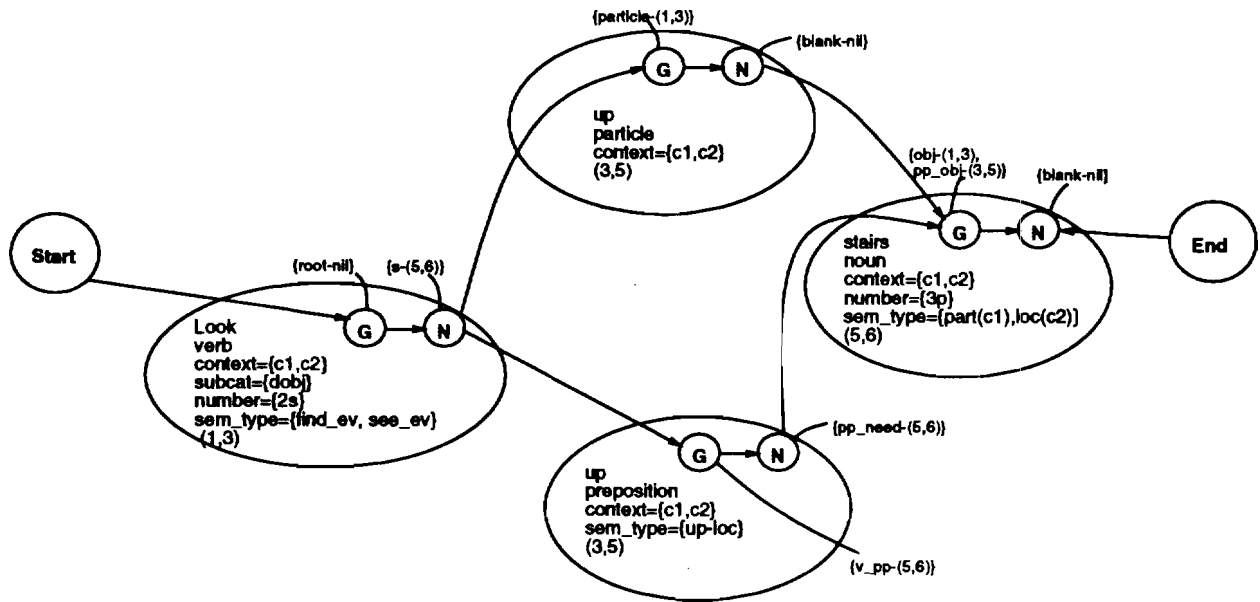 {particle-(1,3)}
{blank-nil}
G
N
up
particle
context={c1,c2}
(3,5)
{obj-(1,3),
pp_obj-(3,5)}
{blank-nil]
G
N
stairs
noun
context={c1,c2}
number={3p}
sem_type={part(c1),loc(c2)]
(5,6)
Start
End
{root-nil}
{s-(5,6)}
G
N
Look
verb
context={c1,c2}
subcat={dobj}
number={2s}
sem_type={find_ev, see_ev}
(1,3)
{pp_need-(5,6)}
G
N
up
preposition
context={c1,c2}
sem_type={up-loc}
(3,5)
{v_pp-(5,6)}